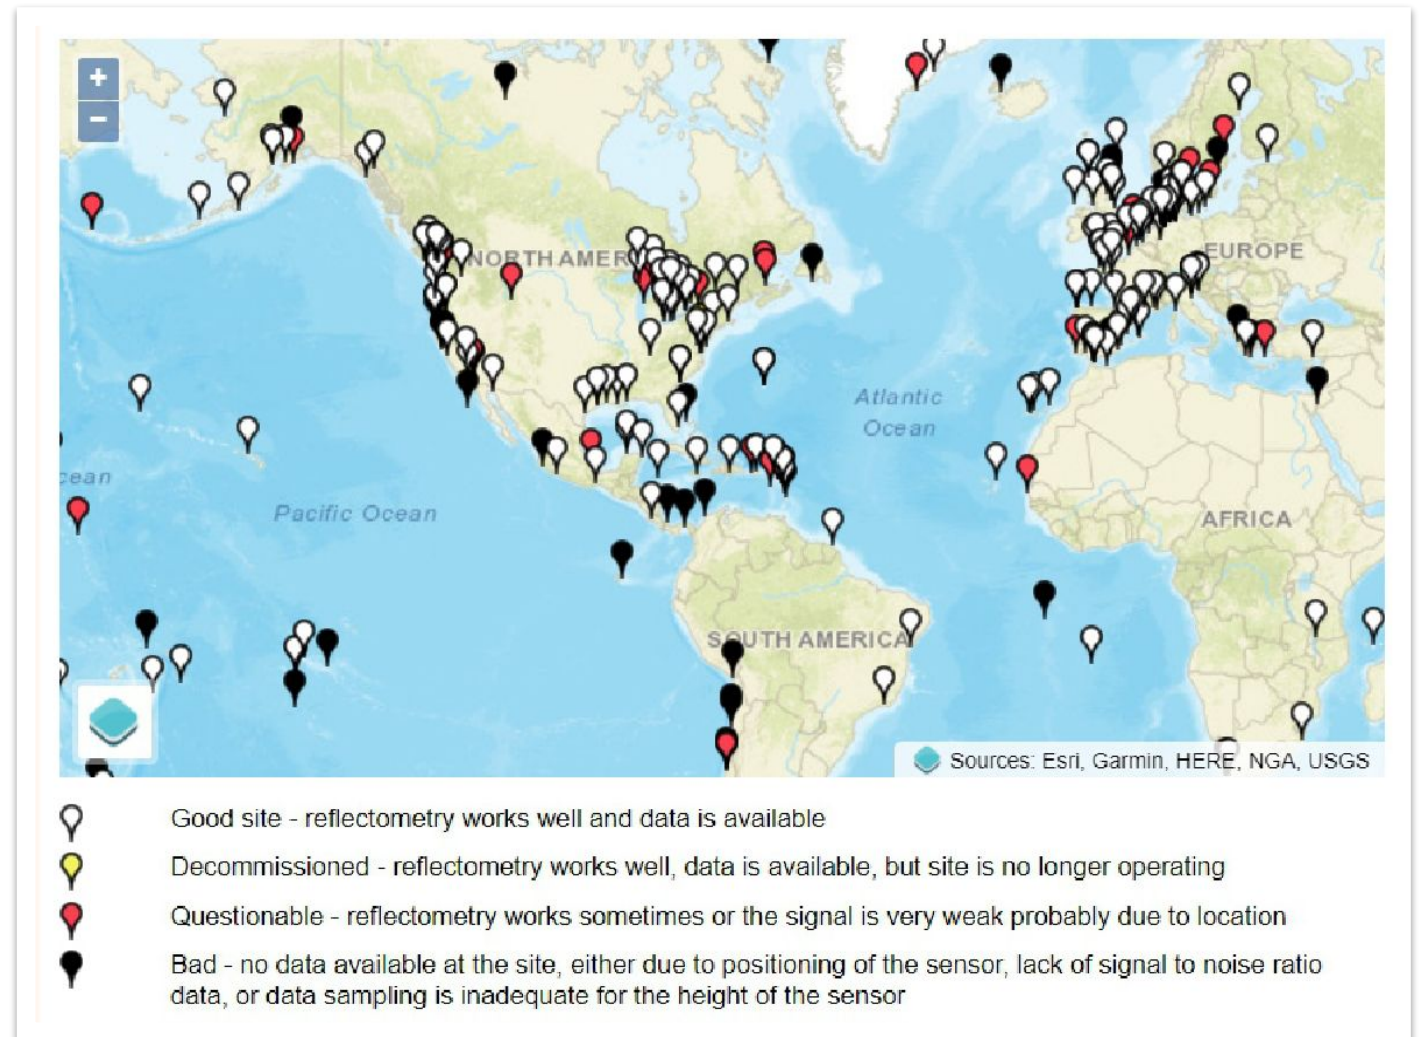 +
−
NORTH AMER
EUROPE
Atlantic
Ocean
cean
Pacific Ocean
AFRICA
SOUTH AMERICA
Sources: Esri, Garmin, HERE, NGA, USGS
Good site - reflectometry works well and data is available
Decommissioned - reflectometry works well, data is available, but site is no longer operating
Questionable - reflectometry works sometimes or the signal is very weak probably due to location
Bad - no data available at the site, either due to positioning of the sensor, lack of signal to noise ratio
data, or data sampling is inadequate for the height of the sensor